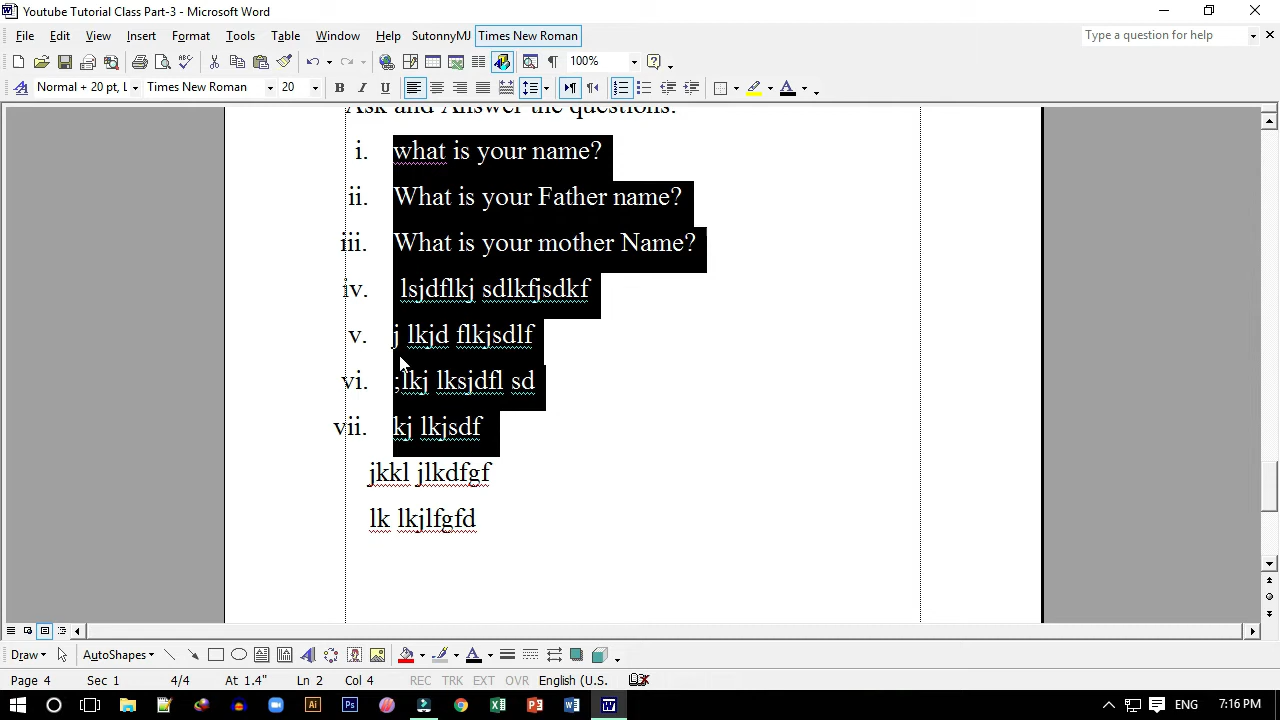 Youtube Tutorial Class Part-3 - Microsoft Word
File Edit View Insert Format Tools Table Window Help SutonnyMJ Times New Roman Type a question for help
100%
Normal + 20 pt, L Times New Roman 20 B I U
Ask and Answer the questions:
i. what is your name?
ii. What is your Father name?
iii. What is your mother Name?
iv. lsjdflkj sdlkfjsdkf
v. j lkjd flkjsdlf
vi. ;lkj lksjdfl sd
vii. kj lkjsdf
jkkl jlkdfgf
lk lkjlfgfd
Draw AutoShapes
Page 4 Sec 1 4/4 At 1.4" Ln 2 Col 4 REC TRK EXT OVR English (U.S.
ENG 7:16 PM